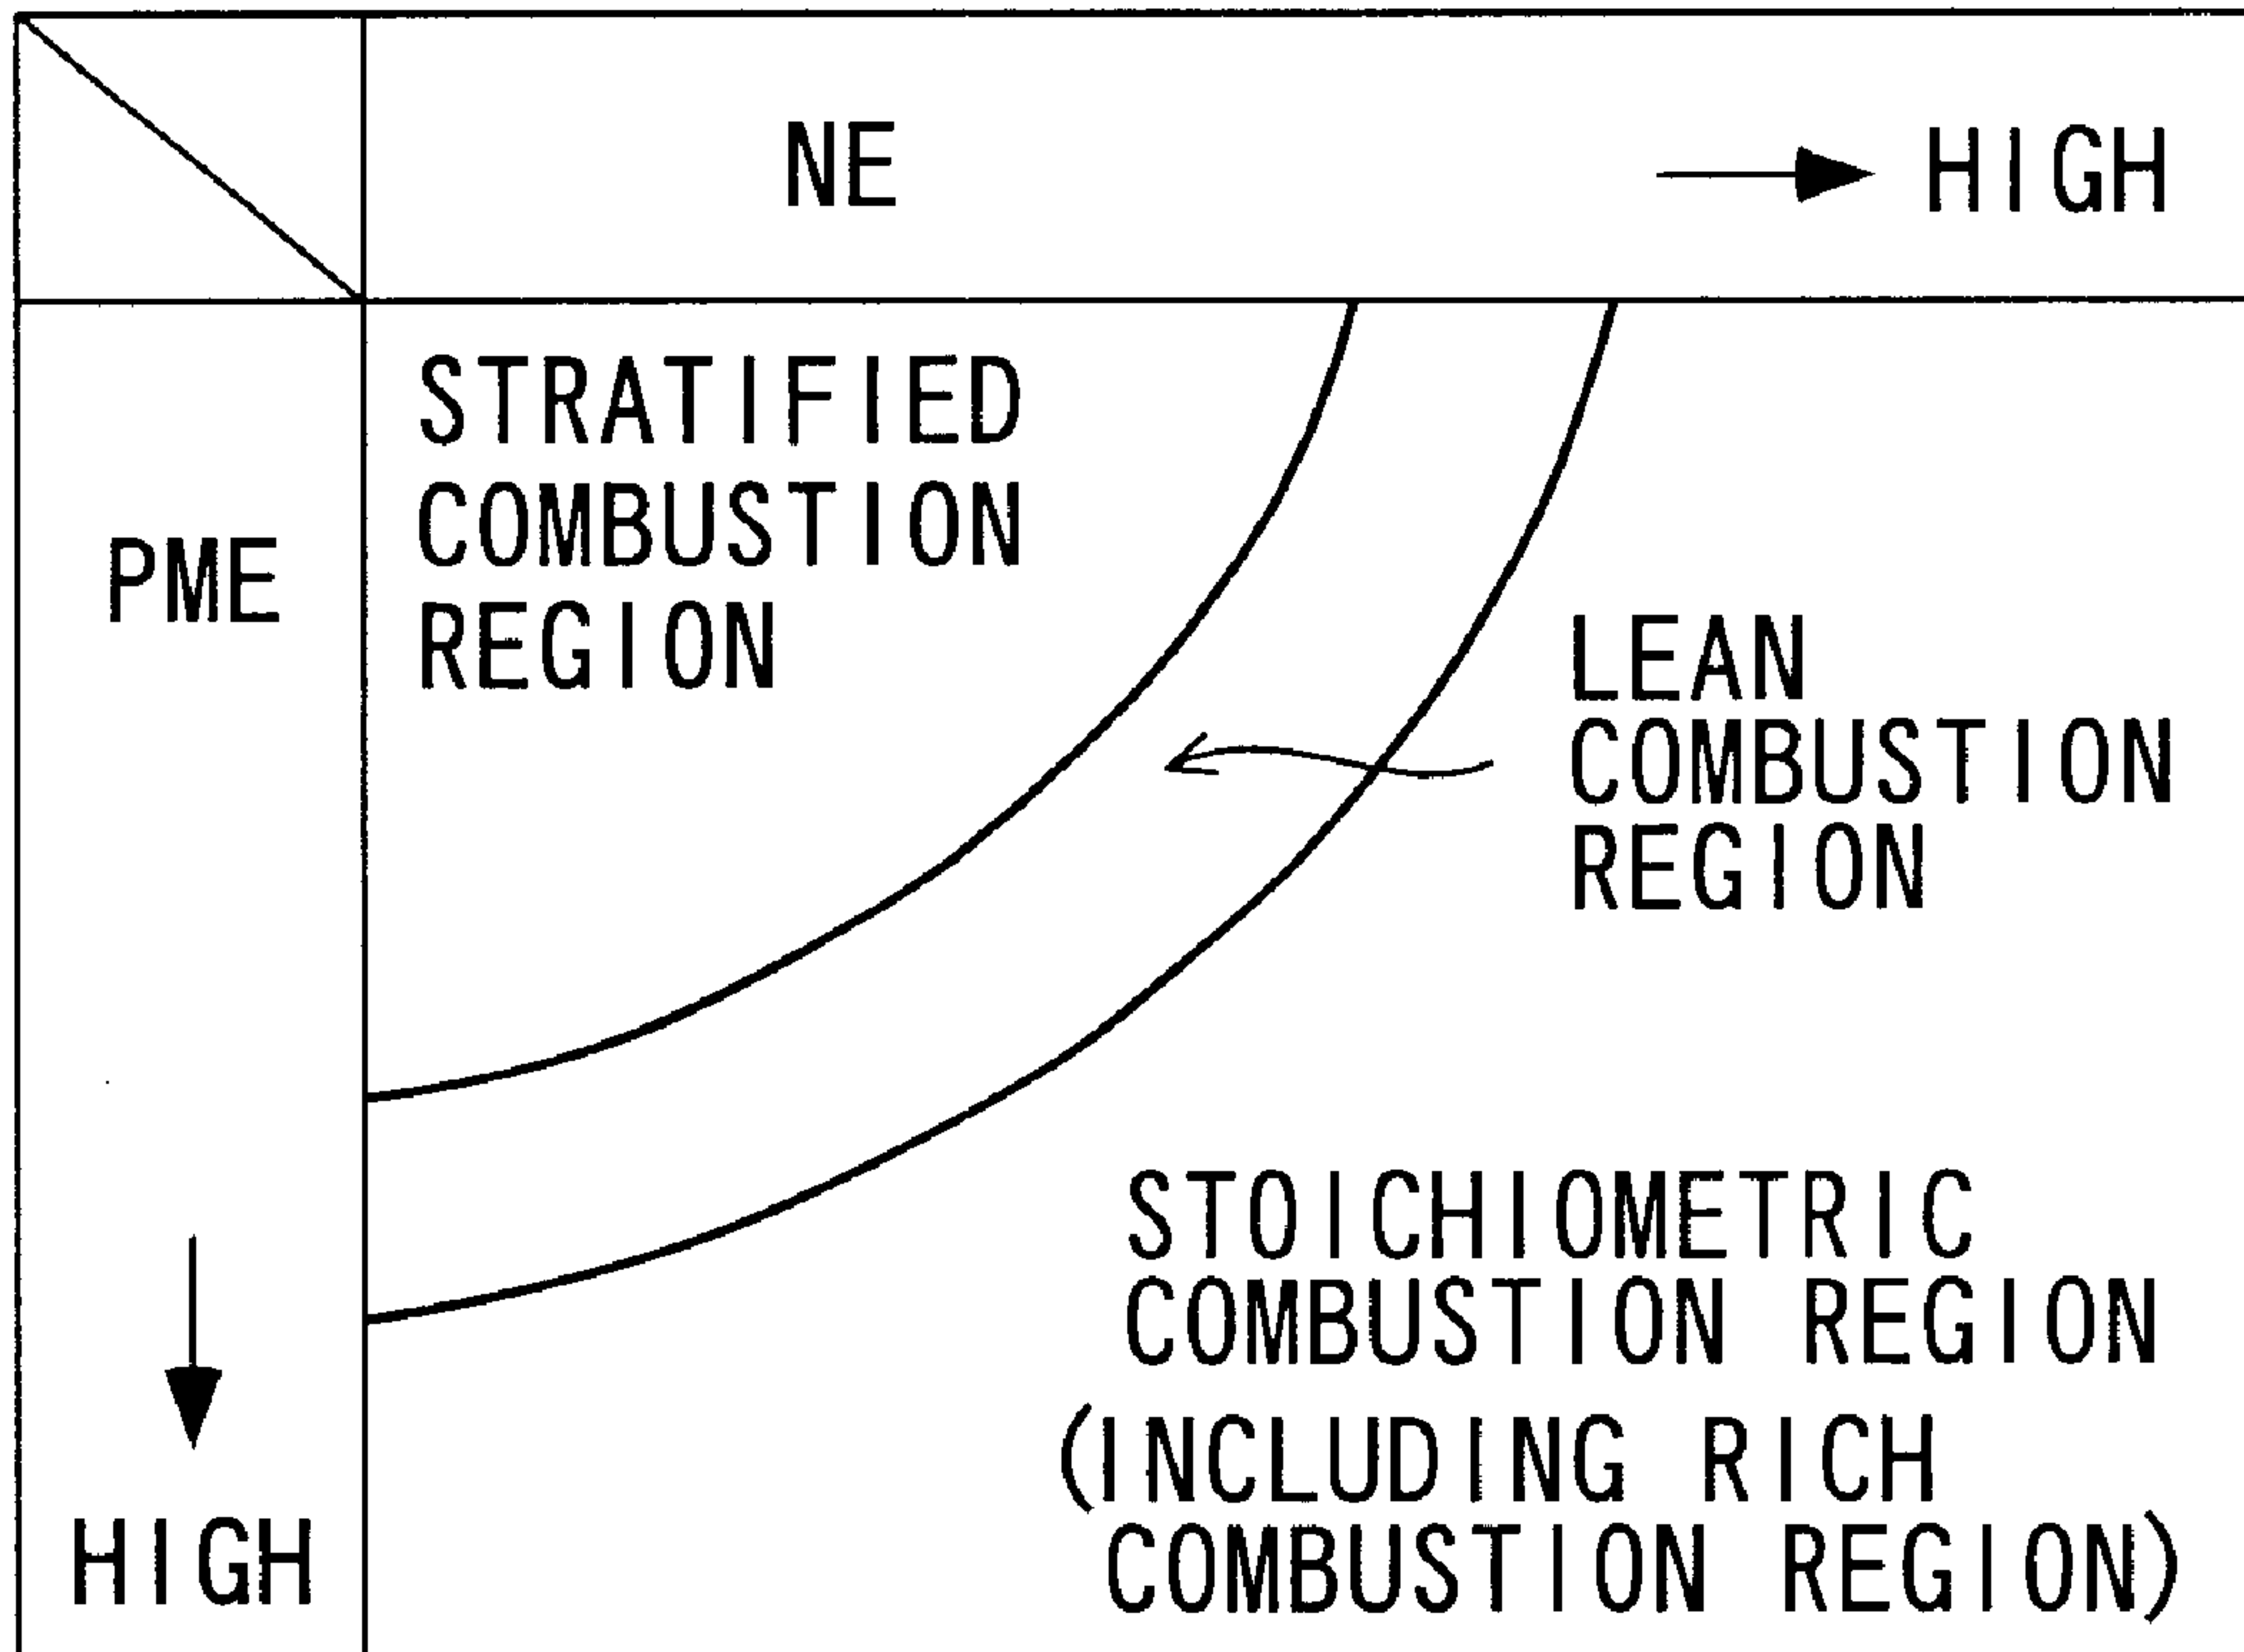 NE
HIGH
STRATIFIED
COMBUSTION
REGION
PME
LEAN
COMBUSTION
REGION
STOICHIOMETRIC
COMBUSTION REGION
(INCLUDING RICH
COMBUSTION REGION)
HIGH